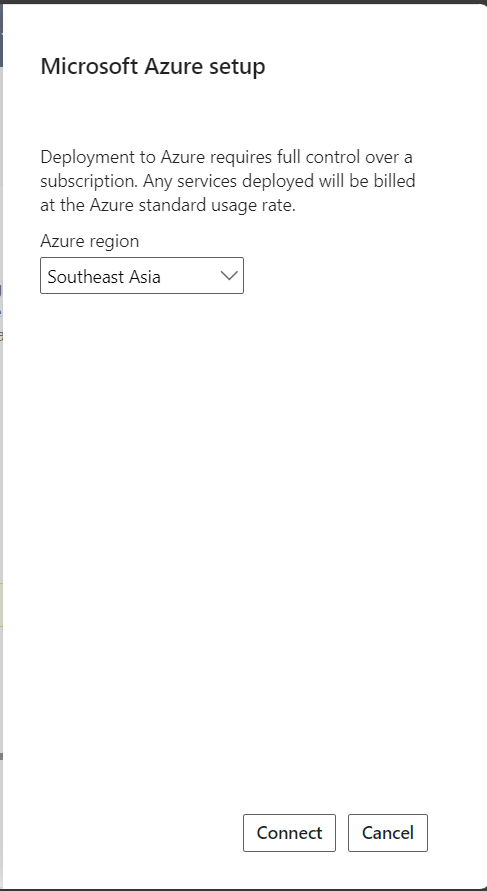 Microsoft Azure setup
Deployment to Azure requires full control over a
subscription. Any services deployed will be billed
at the Azure standard usage rate.
Azure region
Southeast Asia
Connect
Cancel